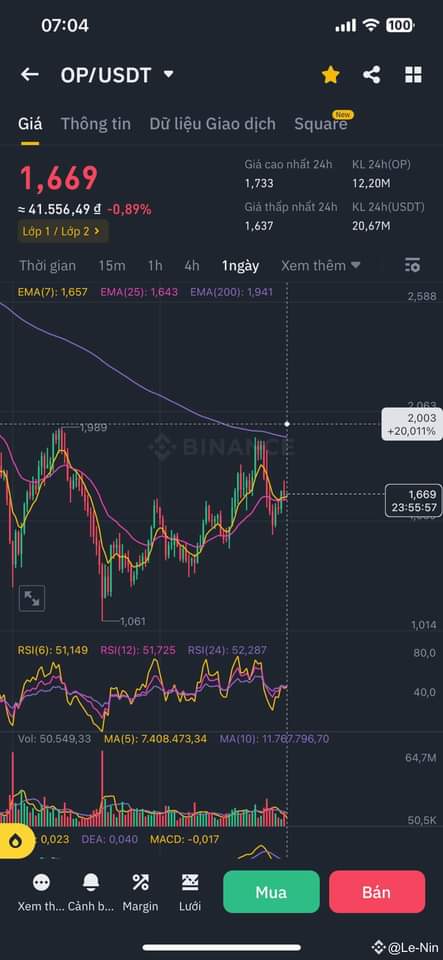 07:04
100
OP/USDT
Giá Thông tin Dữ liệu Giao dịch Square New
1,669
≈ 41.556,49 ₫ -0,89%
Lớp 1 / Lớp 2 >
Giá cao nhất 24h KL 24h(OP)
1,733 12,20M
Giá thấp nhất 24h KL 24h(USDT)
1,637 20,67M
Thời gian 15m 1h 4h 1ngày Xem thêm
EMA(7): 1,657 EMA(25): 1,643 EMA(200): 1,941
2,588
2,063
2,003
+20,011%
1,989
BINANCE
1,669
23:55:57
1,061
1,014
RSI(6): 51,149 RSI(12): 51,725 RSI(24): 52,287
80,0
40,0
Vol: 50.549,33 MA(5): 7.408.473,34 MA(10): 11.767.796,70
64,7M
50,5K
0,023 DEA: 0,040 MACD: -0,017
Xem th... Cảnh b... Margin Lưới
Mua
Bán
@Le-Nin